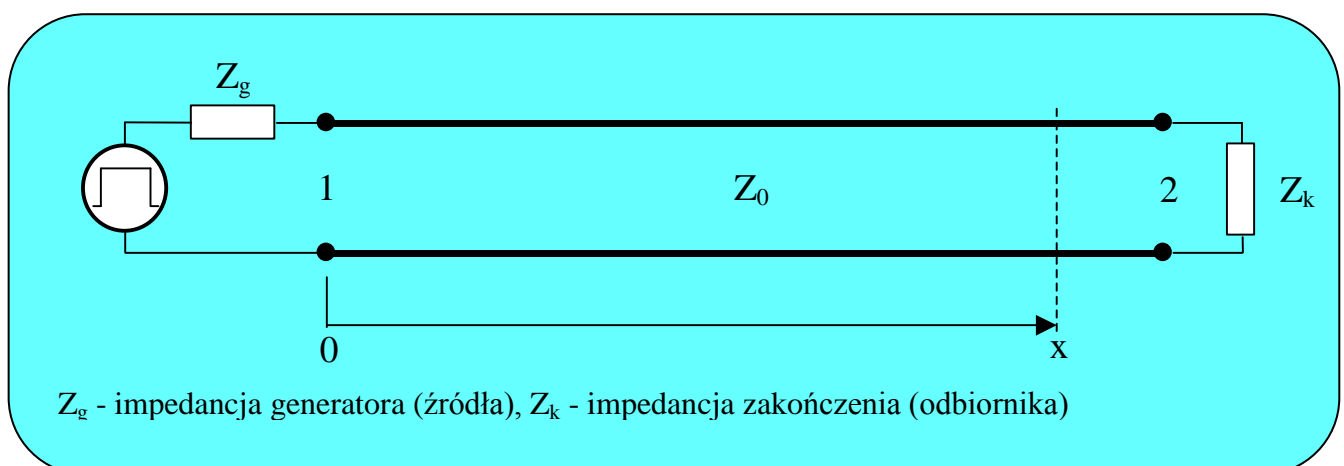 Zg
1
Z0
2
Zk
0
x
Zg - impedancja generatora (źródła), Zk - impedancja zakończenia (odbiornika)